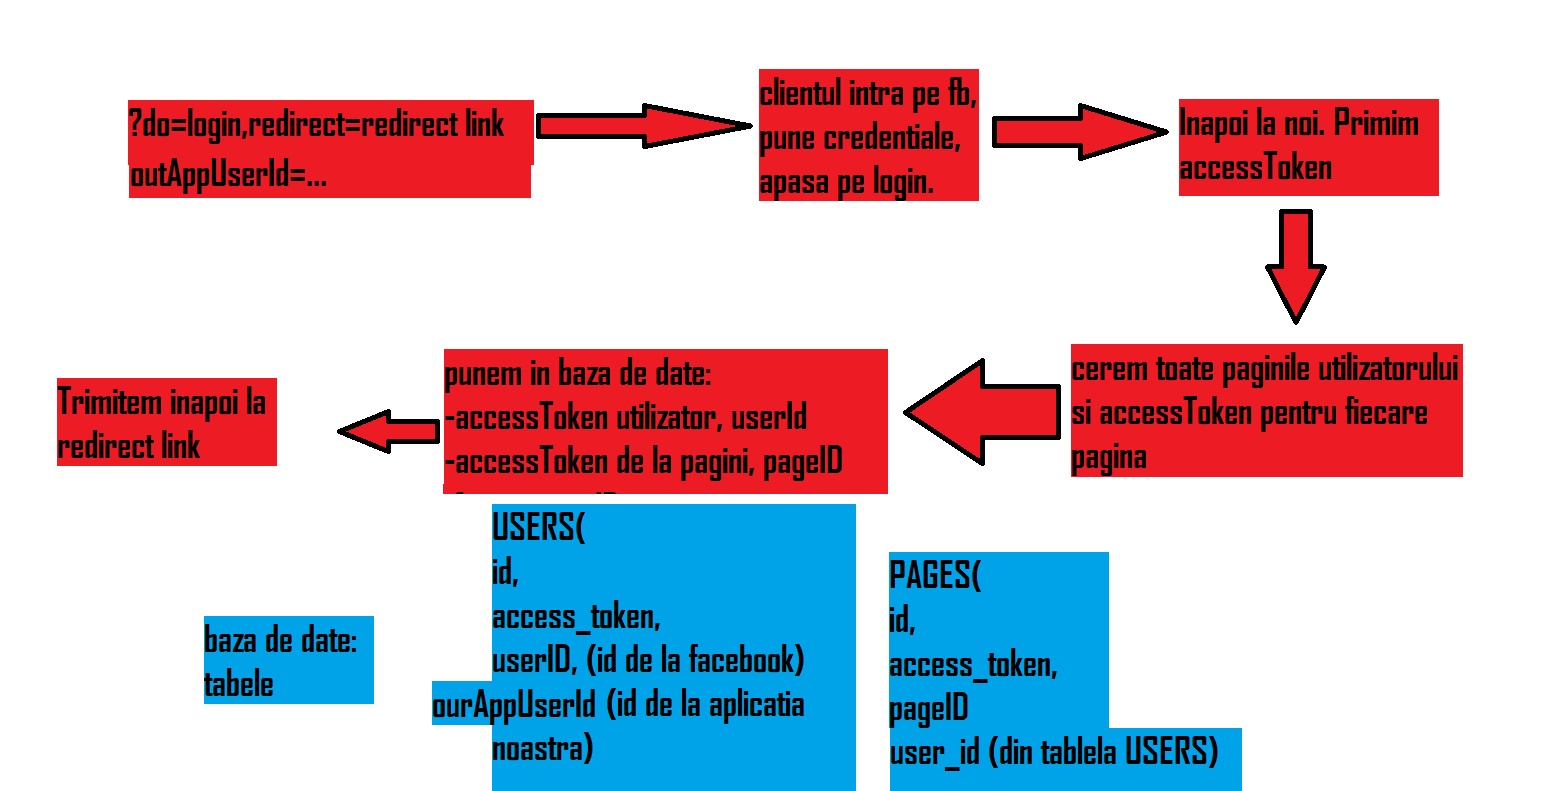 ?do=login,redirect=redirect link
outAppUserId=...
clientul intra pe fb,
pune credentiale,
apasa pe login.
Inapoi la noi. Primim
accessToken
cerem toate paginile utilizatorului
si accessToken pentru fiecare
pagina
punem in baza de date:
-accessToken utilizator, userId
-accessToken de la pagini, pageID
Trimitem inapoi la
redirect link
baza de date:
tabele
USERS(
id,
access_token,
userID, (id de la facebook)
ourAppUserId (id de la aplicatia
noastra)
PAGES(
id,
access_token,
pageID
user_id (din tablela USERS)